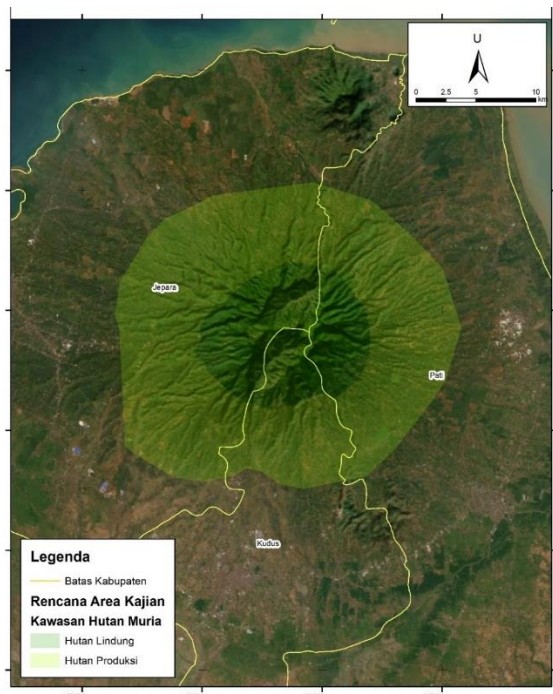 U
0 2.5 5 10
km
Jepara
Pati
Kudus
Legenda
Batas Kabupaten
Rencana Area Kajian
Kawasan Hutan Muria
Hutan Lindung
Hutan Produksi